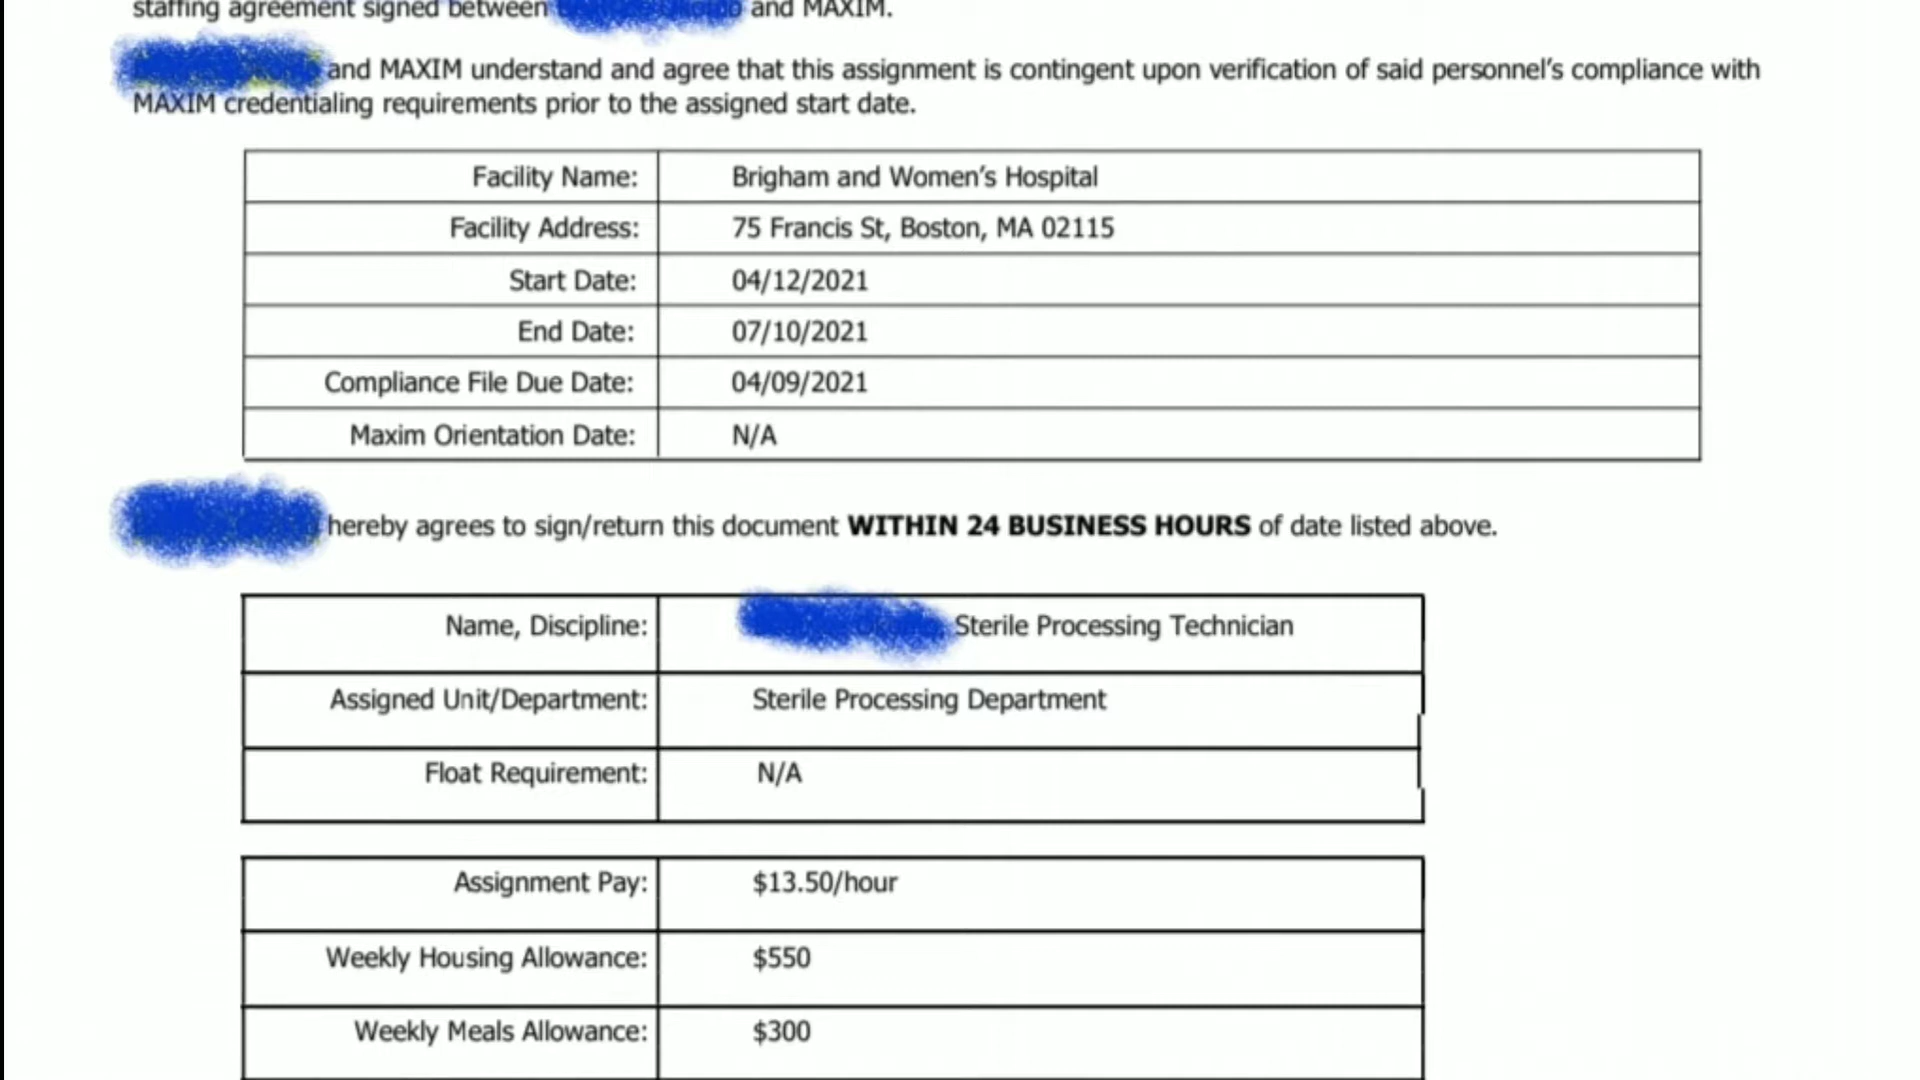 staffing agreement signed between and MAXIM.
and MAXIM understand and agree that this assignment is contingent upon verification of said personnel's compliance with
MAXIM credentialing requirements prior to the assigned start date.
Facility Name: Brigham and Women's Hospital
Facility Address: 75 Francis St, Boston, MA 02115
Start Date: 04/12/2021
End Date: 07/10/2021
Compliance File Due Date: 04/09/2021
Maxim Orientation Date: N/A
hereby agrees to sign/return this document WITHIN 24 BUSINESS HOURS of date listed above.
Name, Discipline: Sterile Processing Technician
Assigned Unit/Department: Sterile Processing Department
Float Requirement: N/A
Assignment Pay: $13.50/hour
Weekly Housing Allowance: $550
Weekly Meals Allowance: $300